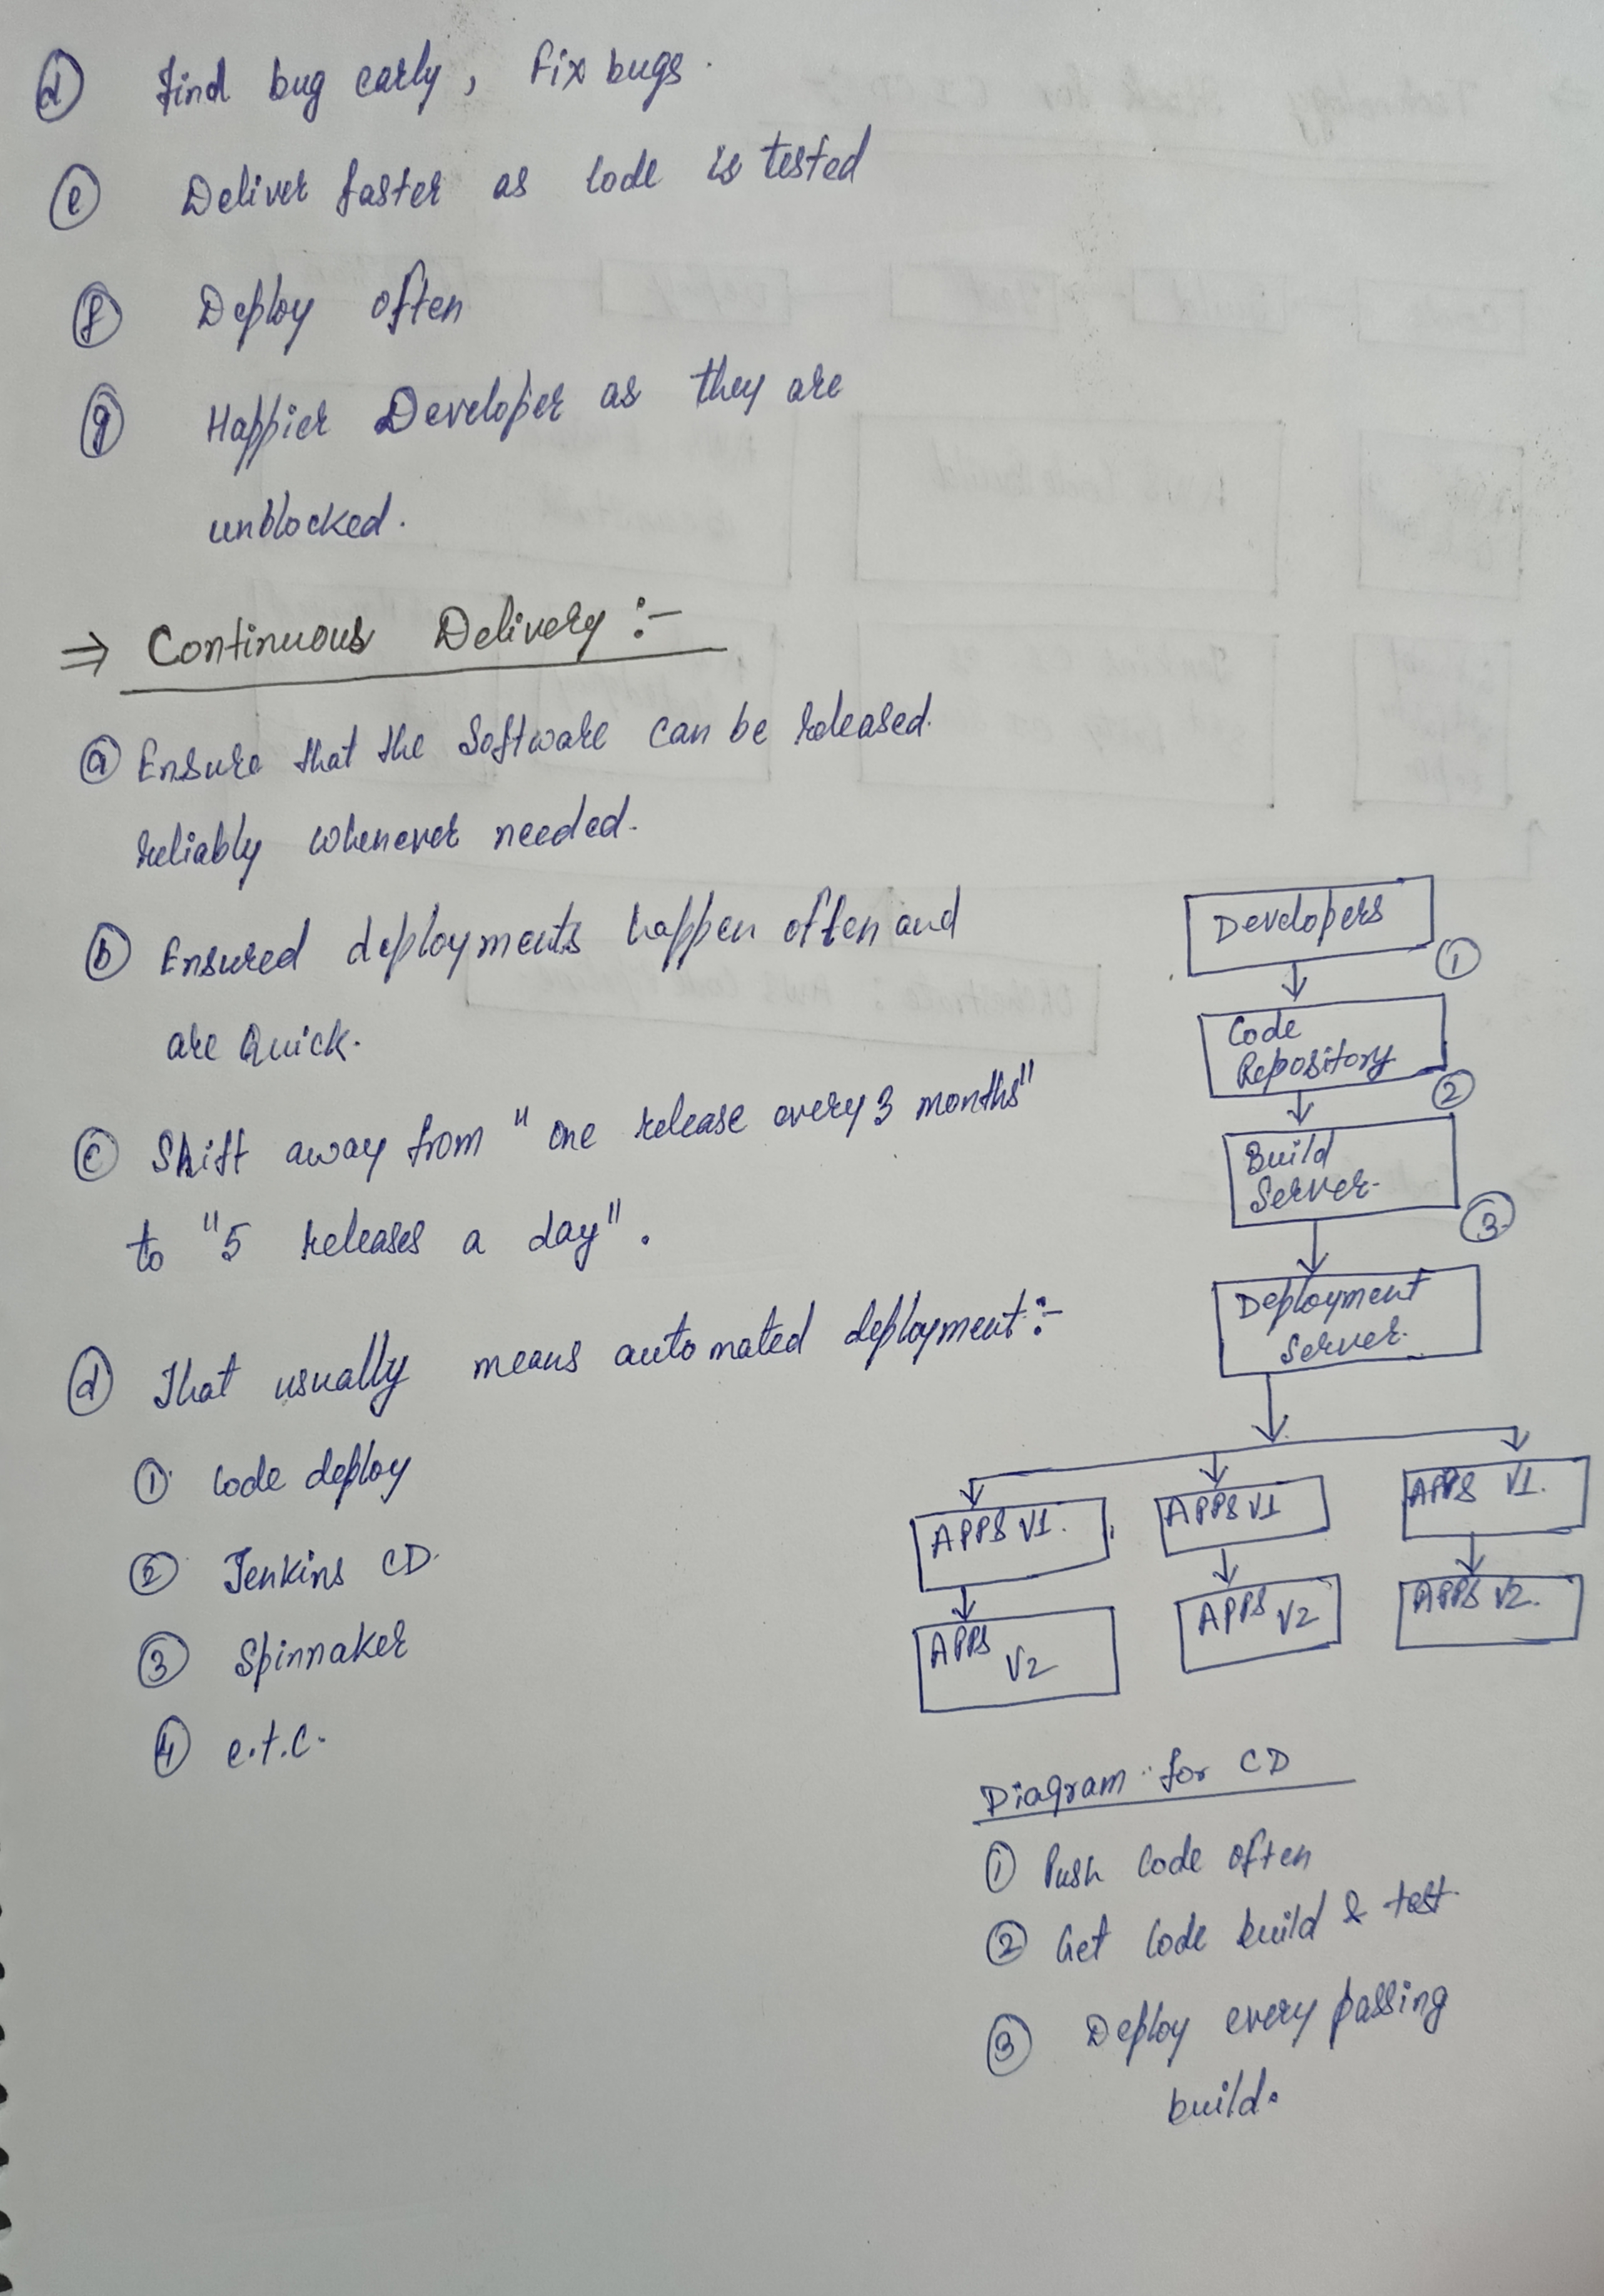 ⓓ Find bug early, fix bugs.
ⓔ Deliver faster as code is tested
ⓕ Deploy often
ⓖ Happier Developer as they are
unblocked.
⇒ Continuous Delivery :-
ⓐ Ensure that the Software can be released.
reliably whenever needed.
ⓑ Ensured deployments happen often and
are Quick.
ⓒ Shift away from "one release every 3 months"
to "5 releases a day".
ⓓ That usually means automated deployment :-
① Code deploy
② Jenkins CD.
③ Spinnaker
④ e.t.c.
Developers
①
Code
Repository
②
Build
Server.
③
Deployment
Server.
APPS V1. APPS V1 APPS V1.
APPS V2 APPS V2 APPS V2.
Diagram for CD
① Push Code often
② Get Code build & test.
③ Deploy every passing
build.